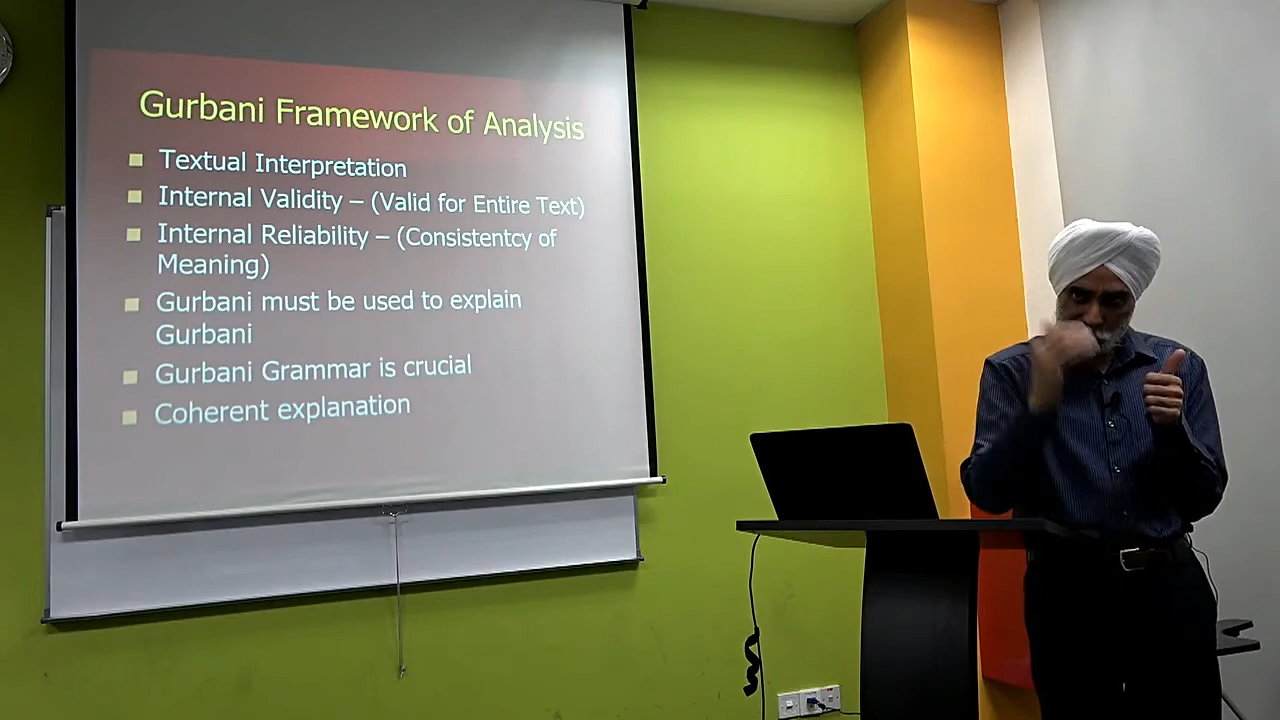 Gurbani Framework of Analysis
Textual Interpretation
Internal Validity – (Valid for Entire Text)
Internal Reliability – (Consistentcy of
Meaning)
Gurbani must be used to explain
Gurbani
Gurbani Grammar is crucial
Coherent explanation